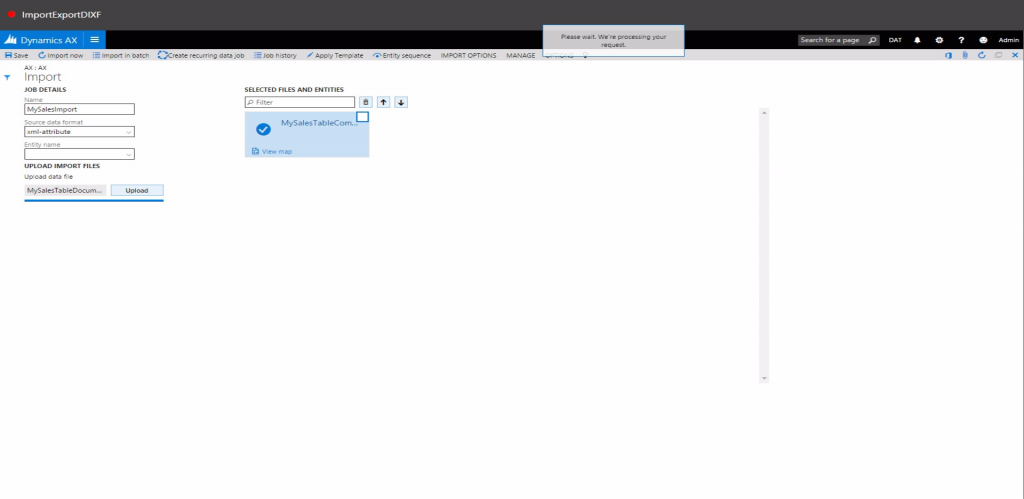 ImportExportDIXF
Please wait. We're processing your
request.
Dynamics AX
Search for a page
DAT
?
Admin
Save
Import now
Import in batch
Create recurring data job
Job history
Apply Template
Entity sequence
IMPORT OPTIONS
MANAGE
OPTIONS
AX : AX
Import
JOB DETAILS
Name
MySalesImport
Source data format
xml-attribute
Entity name
UPLOAD IMPORT FILES
Upload data file
MySalesTableDocum...
Upload
SELECTED FILES AND ENTITIES
Filter
MySalesTableCom...
View map